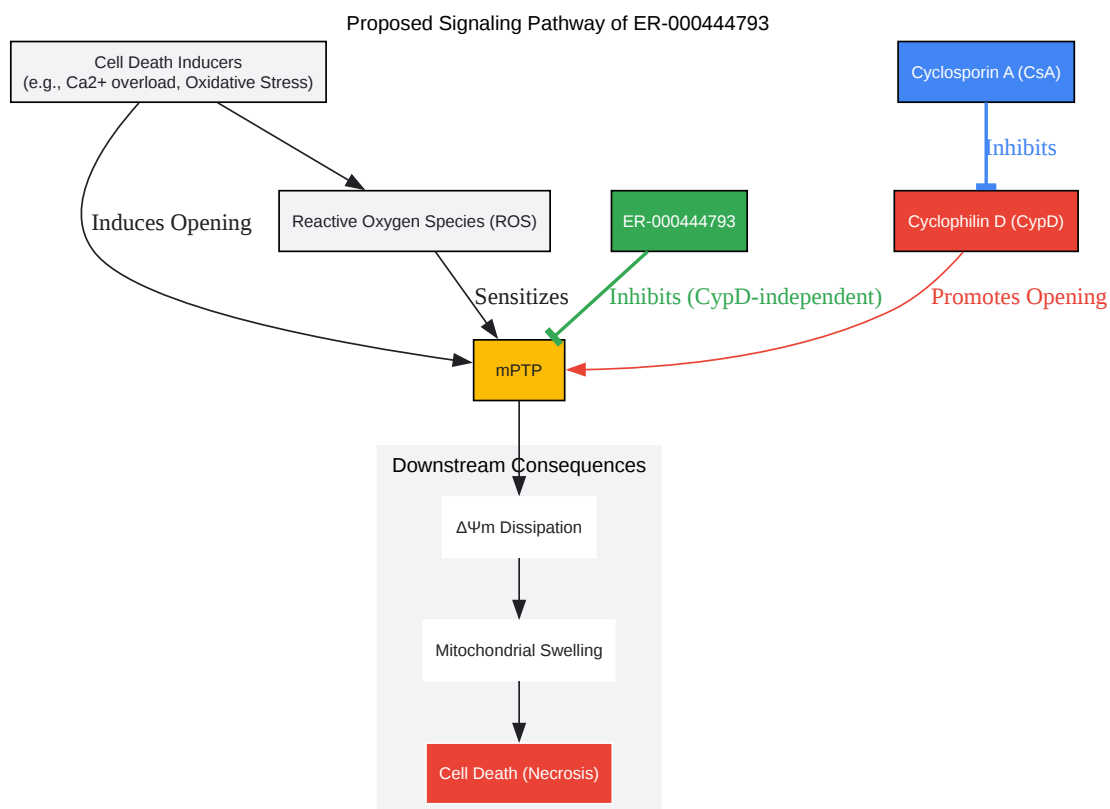 Proposed Signaling Pathway of ER-000444793
Cell Death Inducers
(e.g., Ca2+ overload, Oxidative Stress)
Cyclosporin A (CsA)
Inhibits
Reactive Oxygen Species (ROS)
ER-000444793
Cyclophilin D (CypD)
Induces Opening
Sensitizes
Inhibits (CypD-independent)
Promotes Opening
mPTP
Downstream Consequences
ΔΨm Dissipation
Mitochondrial Swelling
Cell Death (Necrosis)